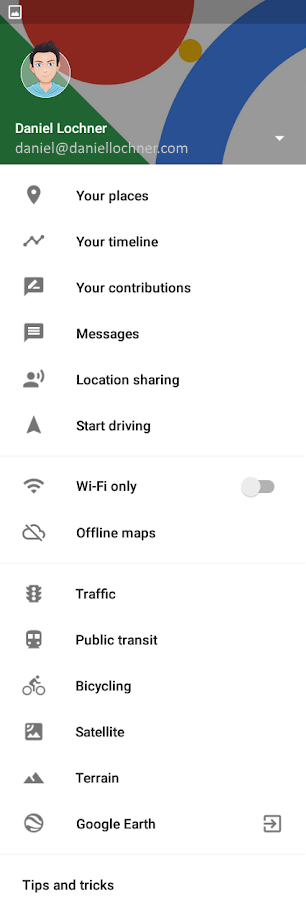 Daniel Lochner
daniel@daniellochner.com
Your places
Your timeline
Your contributions
Messages
Location sharing
Start driving
Wi-Fi only
Offline maps
Traffic
Public transit
Bicycling
Satellite
Terrain
Google Earth
Tips and tricks